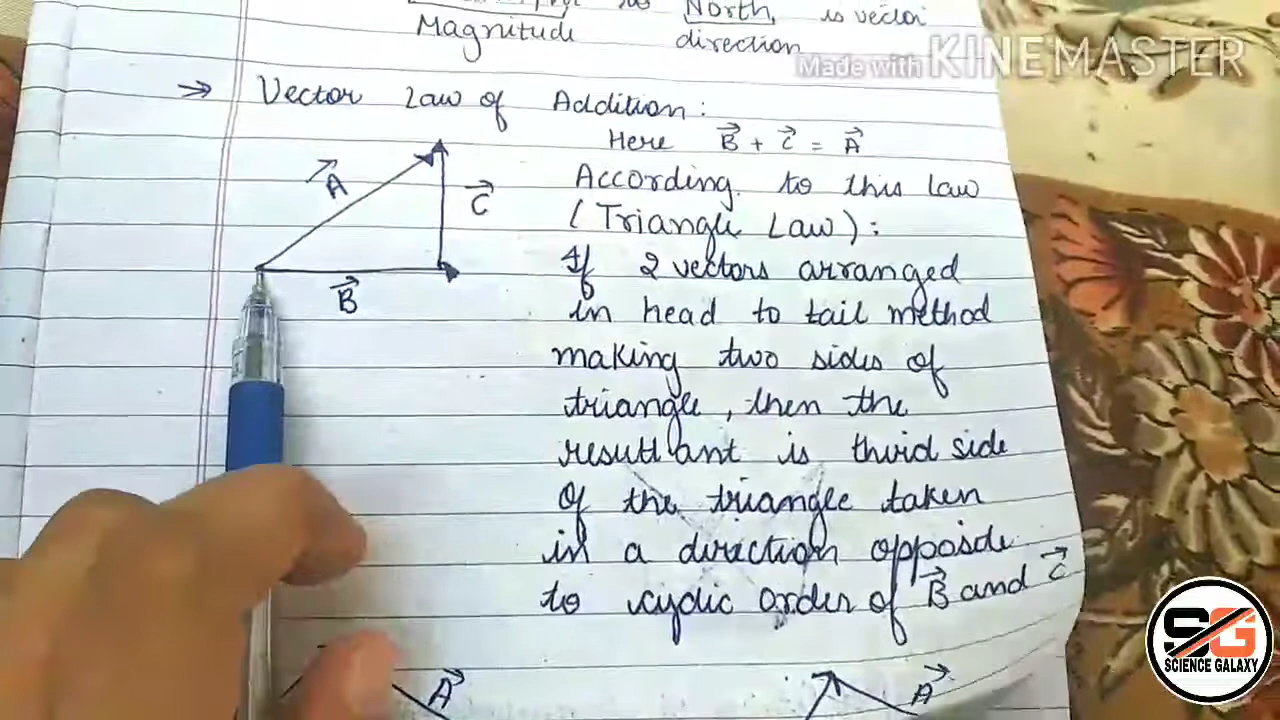 North, is vector
Magnitude direction
Made with KINEMASTER
⇒ Vector Law of Addition:
Here B⃗ + C⃗ = A⃗
A⃗
C⃗
B⃗
According to this law
(Triangle Law):
If 2 vectors arranged
in head to tail method
making two sides of
triangle, then the
resultant is thrid side
of the triangle taken
in a direction opposite
to cyclic order of B⃗ and C⃗
A⃗ A⃗
SG
SCIENCE GALAXY